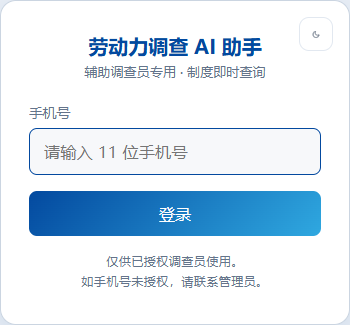 劳动力调查 AI 助手
辅助调查员专用 · 制度即时查询
手机号
请输入 11 位手机号
登录
仅供已授权调查员使用。
如手机号未授权，请联系管理员。